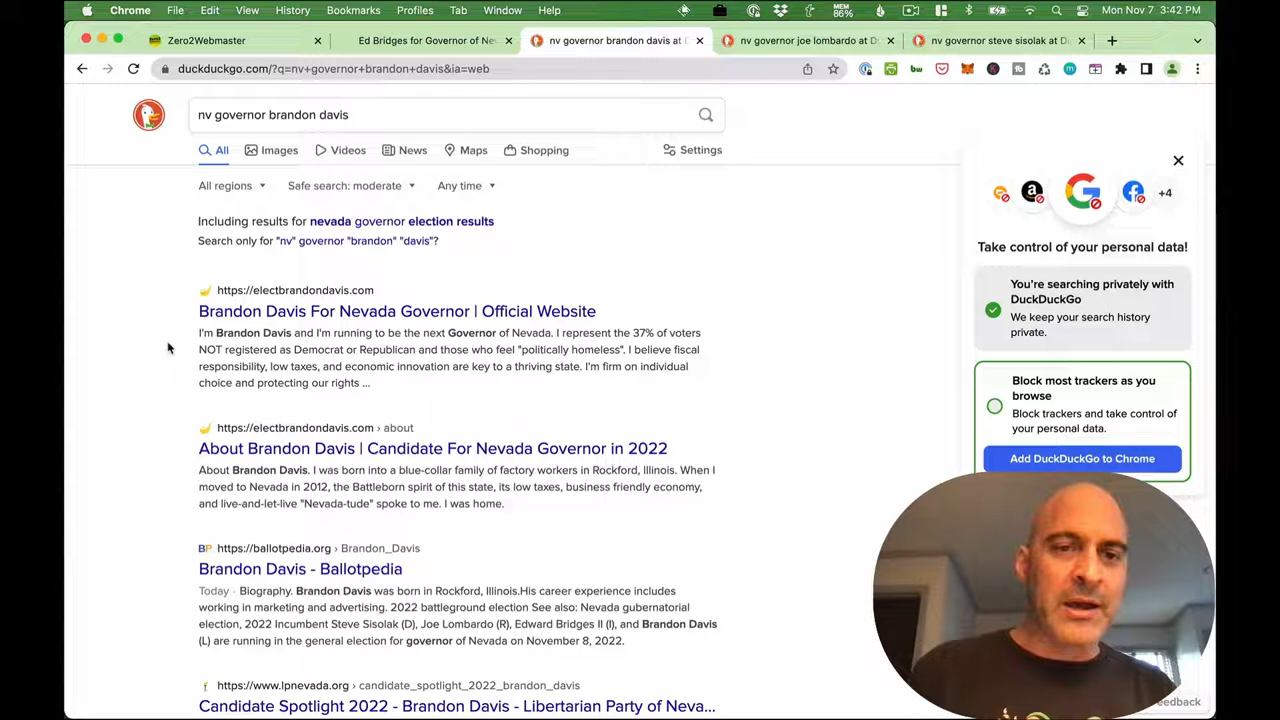 Chrome File Edit View History Bookmarks Profiles Tab Window Help MEM 86% Mon Nov 7 3:42 PM
Zero2Webmaster Ed Bridges for Governor of Ne nv governor brandon davis at D nv governor joe lombardo at D nv governor steve sisolak at D
duckduckgo.com/?q=nv+governor+brandon+davis&ia=web
nv governor brandon davis
All Images Videos News Maps Shopping Settings
All regions Safe search: moderate Any time
Including results for nevada governor election results
Search only for "nv" governor "brandon" "davis"?
https://electbrandondavis.com
Brandon Davis For Nevada Governor | Official Website
I'm Brandon Davis and I'm running to be the next Governor of Nevada. I represent the 37% of voters
NOT registered as Democrat or Republican and those who feel "politically homeless". I believe fiscal
responsibility, low taxes, and economic innovation are key to a thriving state. I'm firm on individual
choice and protecting our rights ...
https://electbrandondavis.com › about
About Brandon Davis | Candidate For Nevada Governor in 2022
About Brandon Davis. I was born into a blue-collar family of factory workers in Rockford, Illinois. When I
moved to Nevada in 2012, the Battleborn spirit of this state, its low taxes, business friendly economy,
and live-and-let-live "Nevada-tude" spoke to me. I was home.
BP https://ballotpedia.org › Brandon_Davis
Brandon Davis - Ballotpedia
Today · Biography. Brandon Davis was born in Rockford, Illinois.His career experience includes
working in marketing and advertising. 2022 battleground election See also: Nevada gubernatorial
election, 2022 Incumbent Steve Sisolak (D), Joe Lombardo (R), Edward Bridges II (I), and Brandon Davis
(L) are running in the general election for governor of Nevada on November 8, 2022.
https://www.lpnevada.org › candidate_spotlight_2022_brandon_davis
Candidate Spotlight 2022 - Brandon Davis - Libertarian Party of Neva...
+4
Take control of your personal data!
You're searching privately with
DuckDuckGo
We keep your search history
private.
Block most trackers as you
browse
Block trackers and take control of
your personal data.
Add DuckDuckGo to Chrome
eedback